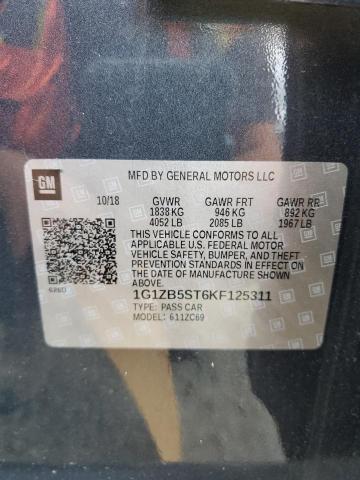 GM
MFD BY GENERAL MOTORS LLC
10/18 GVWR GAWR FRT GAWR RR
1838 KG 946 KG 892 KG
4052 LB 2085 LB 1967 LB
THIS VEHICLE CONFORMS TO ALL
APPLICABLE U.S. FEDERAL MOTOR
VEHICLE SAFETY, BUMPER, AND THEFT
PREVENTION STANDARDS IN EFFECT ON
THE DATE OF MANUFACTURE SHOWN
ABOVE.
1G1ZB5ST6KF125311
TYPE: PASS CAR
MODEL: 611ZC69